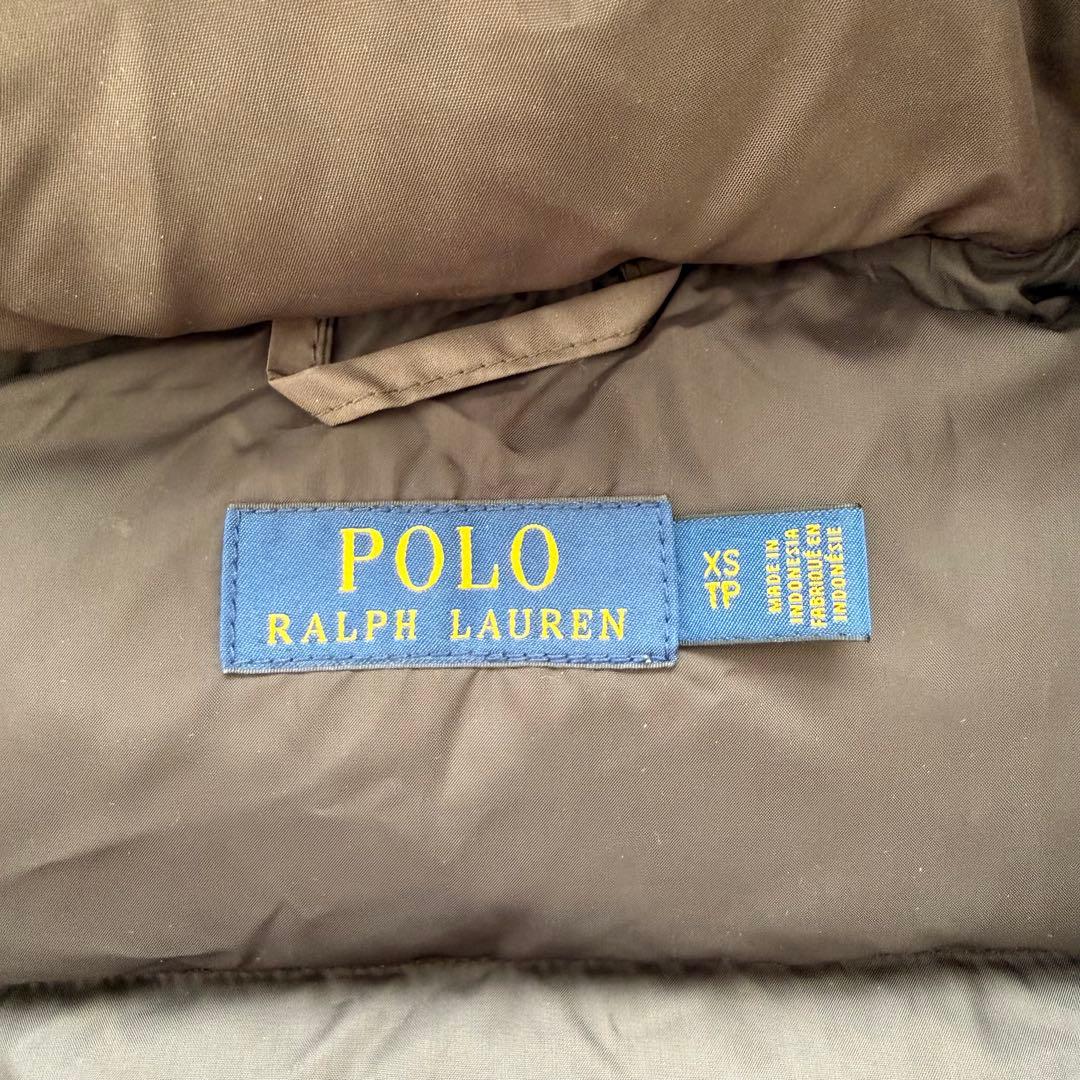 POLO
RALPH LAUREN
XS
TP
MADE IN
INDONESIA
FABRIQUÉ EN
INDONÉSIE